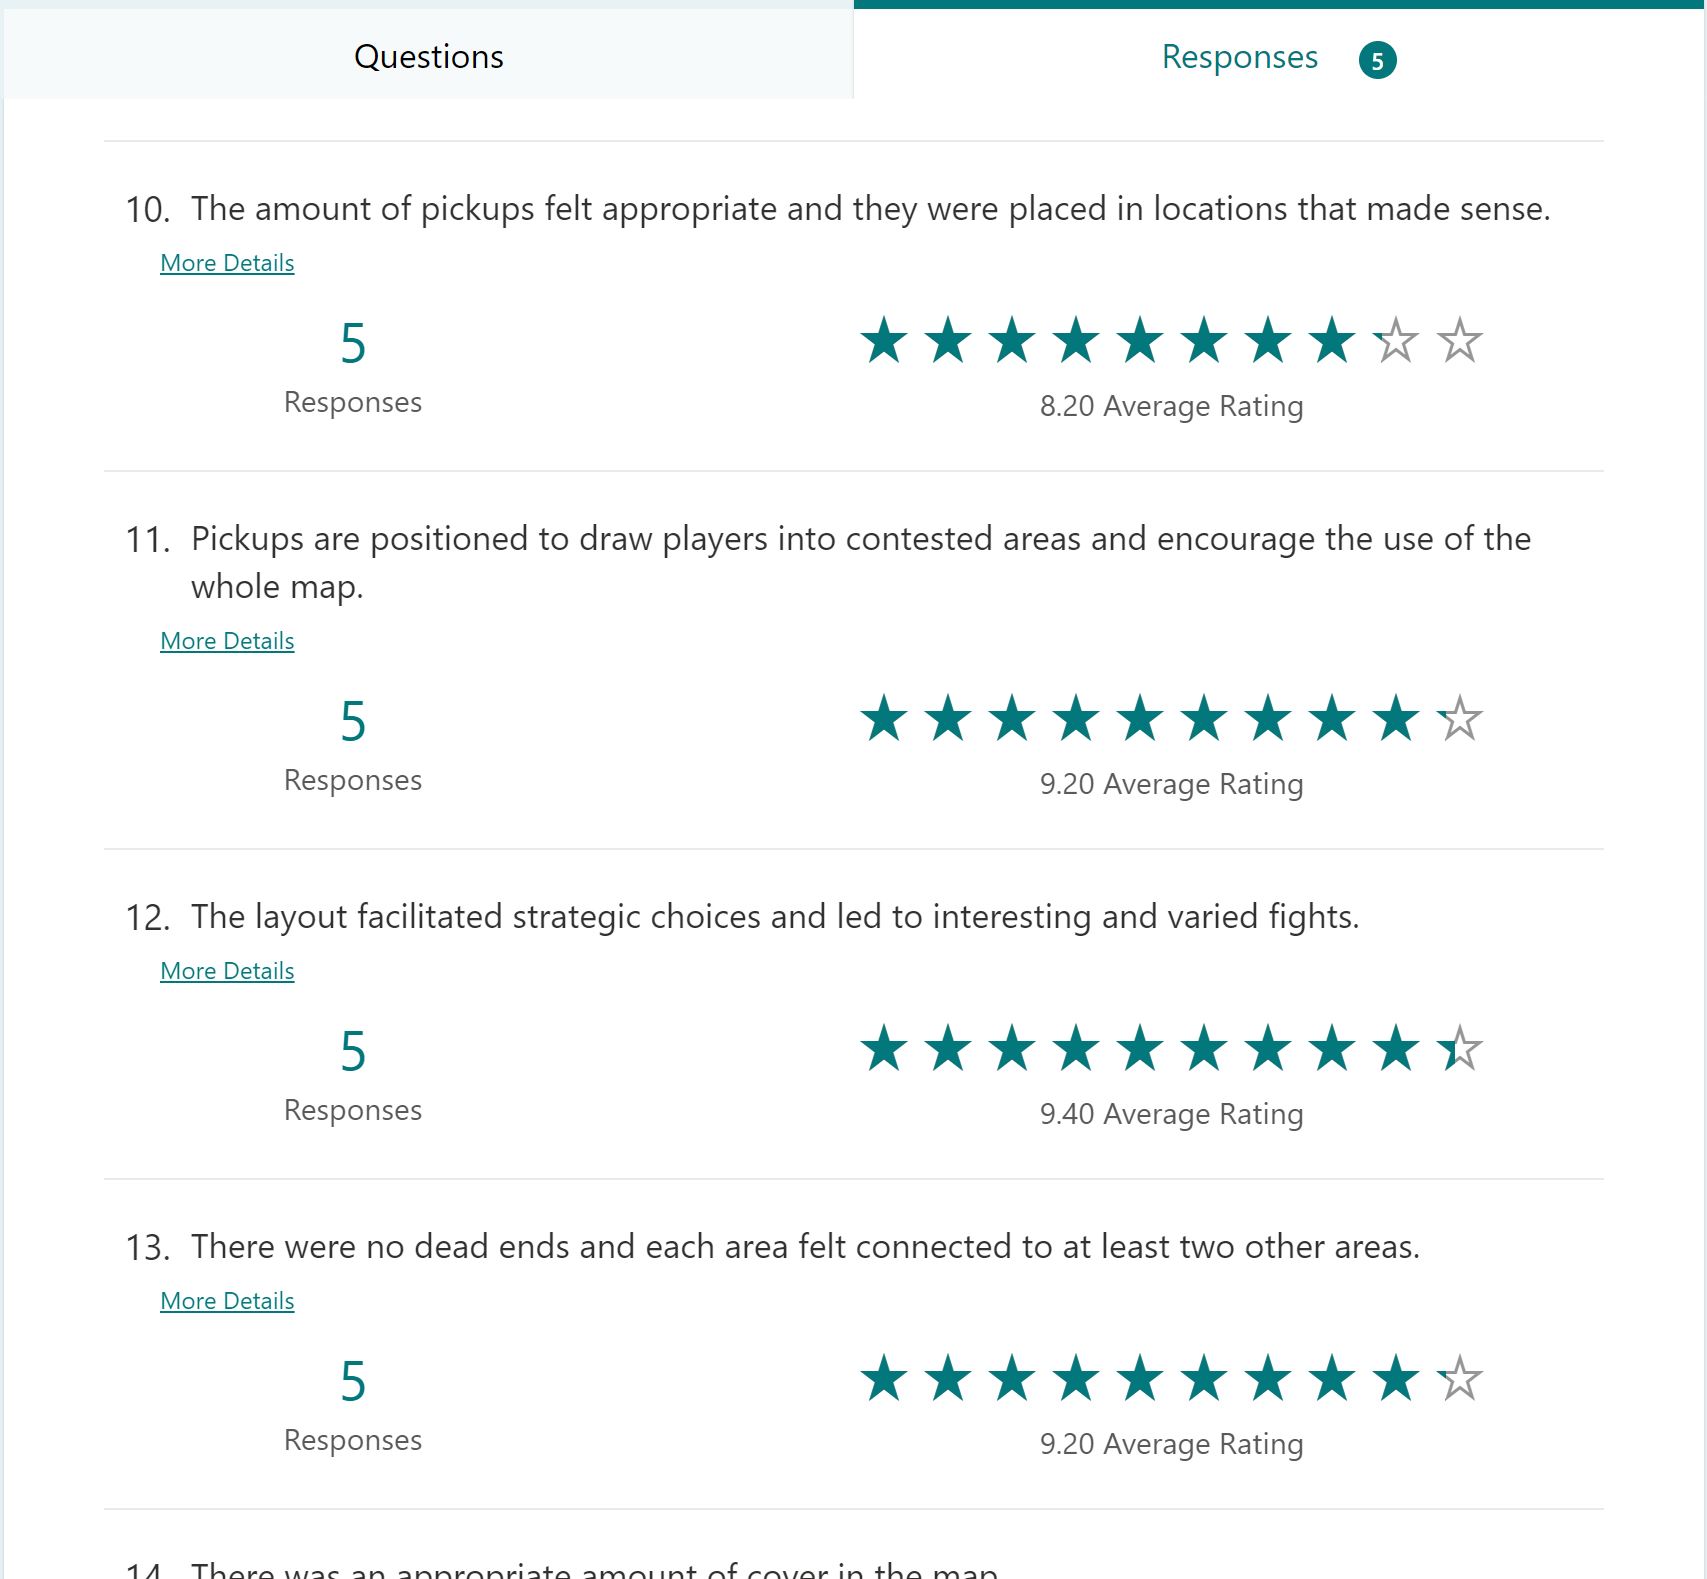 Questions
Responses 5
10. The amount of pickups felt appropriate and they were placed in locations that made sense.
More Details
5
Responses
8.20 Average Rating
11. Pickups are positioned to draw players into contested areas and encourage the use of the
whole map.
More Details
5
Responses
9.20 Average Rating
12. The layout facilitated strategic choices and led to interesting and varied fights.
More Details
5
Responses
9.40 Average Rating
13. There were no dead ends and each area felt connected to at least two other areas.
More Details
5
Responses
9.20 Average Rating
14. There was an appropriate amount of cover in the map.